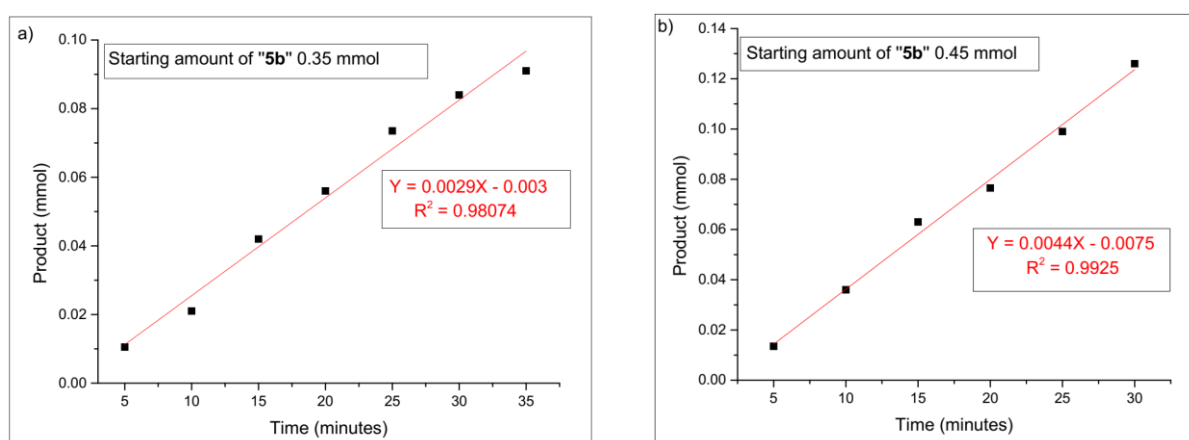 a)
Starting amount of "5b" 0.35 mmol
Y = 0.0029X - 0.003
R² = 0.98074
Product (mmol)
0.10
0.08
0.06
0.04
0.02
0.00
5 10 15 20 25 30 35
Time (minutes)
b)
Starting amount of "5b" 0.45 mmol
Y = 0.0044X - 0.0075
R² = 0.9925
Product (mmol)
0.14
0.12
0.10
0.08
0.06
0.04
0.02
0.00
5 10 15 20 25 30
Time (minutes)